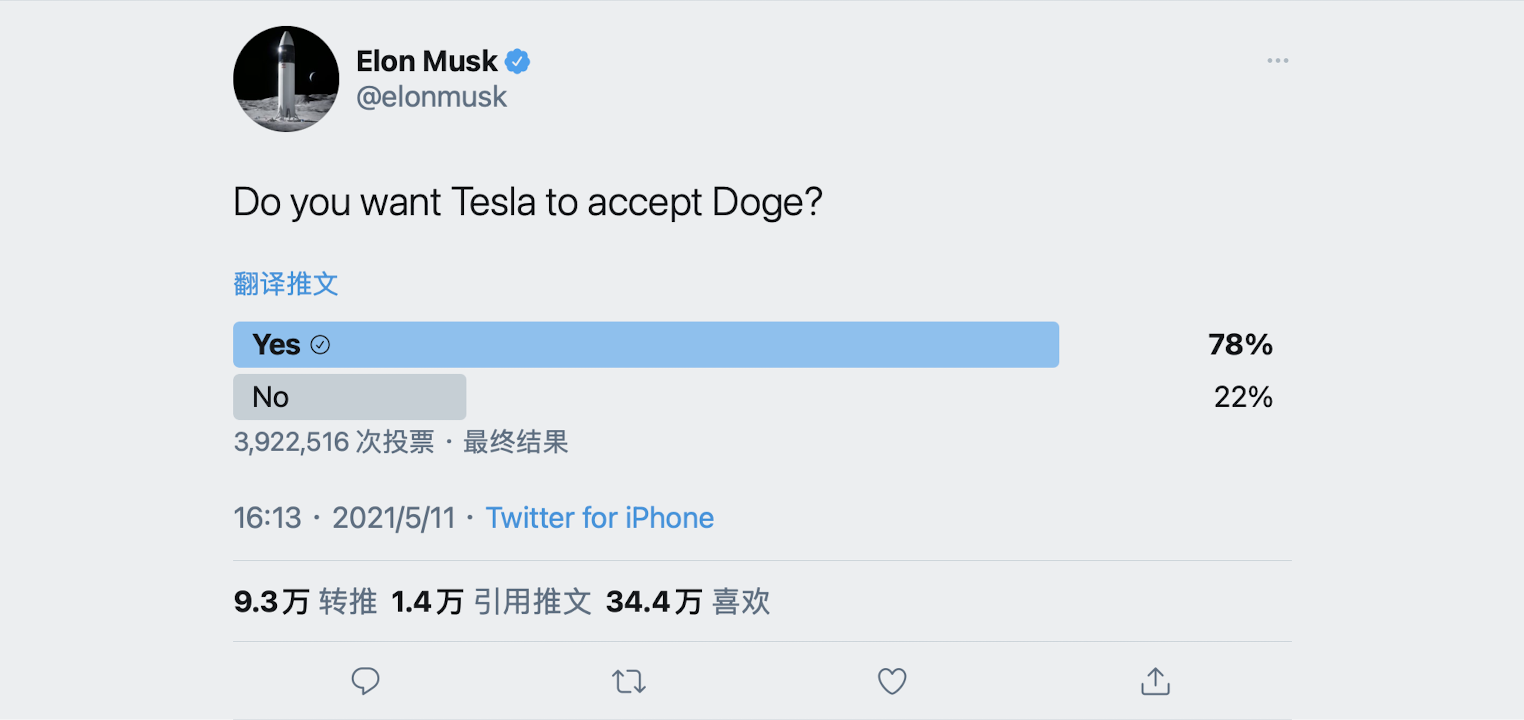 Elon Musk
@elonmusk
Do you want Tesla to accept Doge?
翻译推文
Yes 78%
No 22%
3,922,516 次投票 · 最终结果
16:13 · 2021/5/11 · Twitter for iPhone
9.3万 转推 1.4万 引用推文 34.4万 喜欢